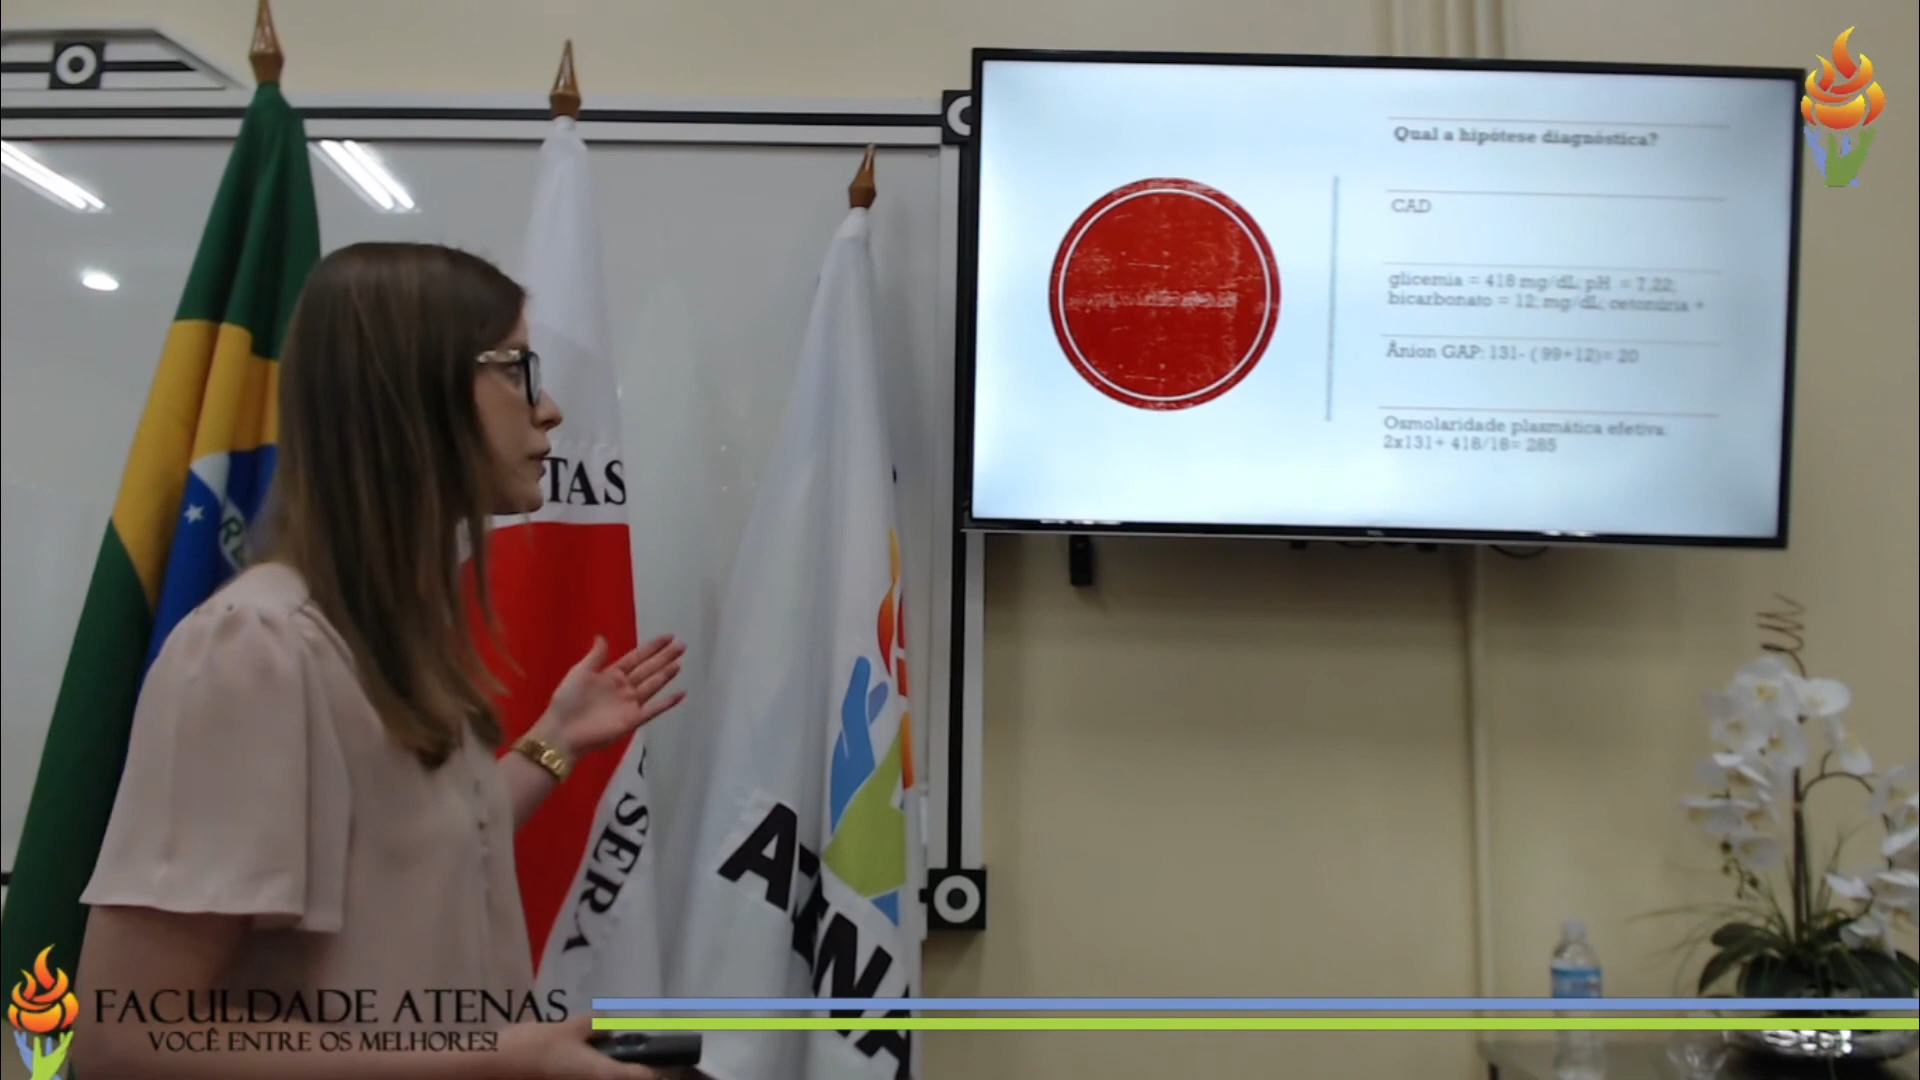 Qual a hipótese diagnóstica?
CAD
glicemia = 418 mg/dL; pH = 7,22;
bicarbonato = 12; mg/dL; cetonúria +
Ânion GAP: 131- ( 99+12)= 20
Osmolaridade plasmática efetiva:
2x131+ 418/18= 285
TAS
SERA
ATENA
FACULDADE ATENAS
VOCÊ ENTRE OS MELHORES!